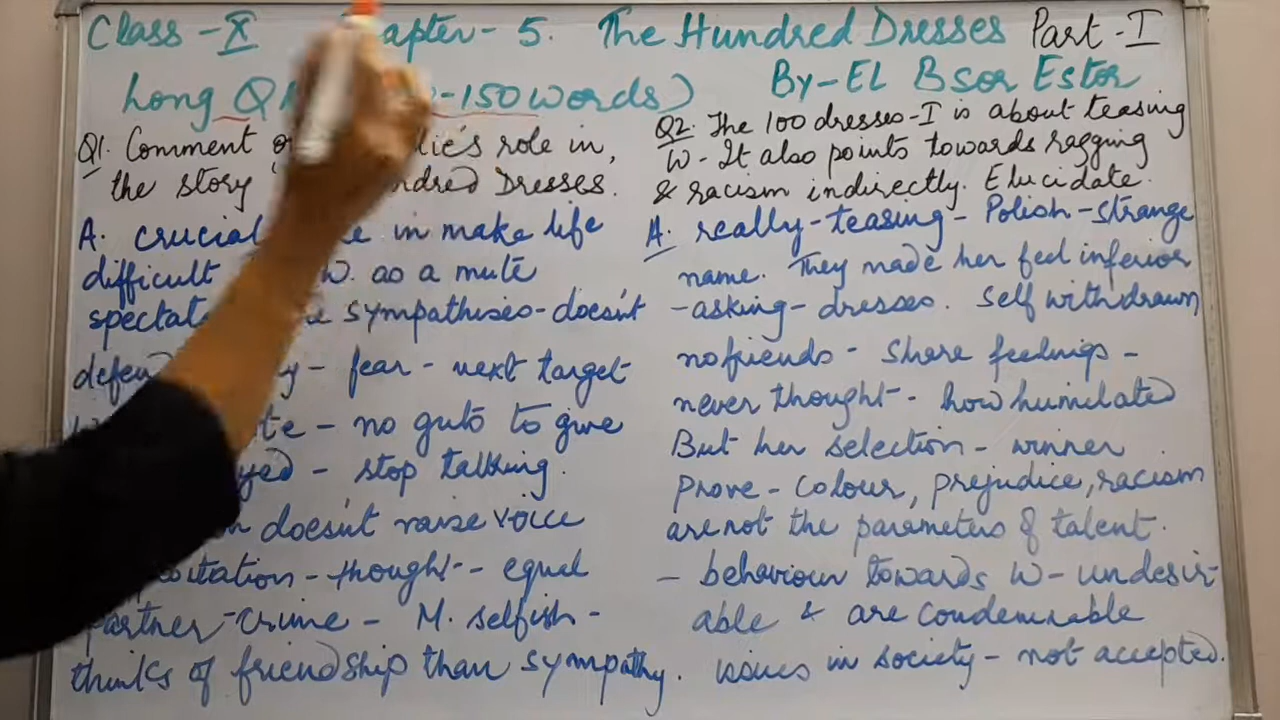 Class - X apter - 5. The Hundred Dresses Part - I
Long Q -150 words) By - EL Bsor Estor
Q1. Comment lie's role in
the story ndred Dresses.
A. crucial in make life
difficult W. as a mute
spectat sympathises - doesn't
defen y - fear - next target
te - no guts to give
yed - stop talking.
doesn't raise voice
itation - thought - equal
partner - crime - M. selfish -
thinks of friendship than sympathy.
Q2. The 100 dresses - I is about teasing
W - It also points towards ragging
& racism indirectly. Elucidate.
A. really - teasing - Polish - strange
name. They made her feel inferior
- asking - dresses. Self withdrawn
no friends - share feelings -
never thought - how humilated
But her selection - winner
Prove - colour, prejudice, racism
are not the parameters of talent.
- behaviour towards W - undesir-
able & are condemnable
issues in society - not accepted.